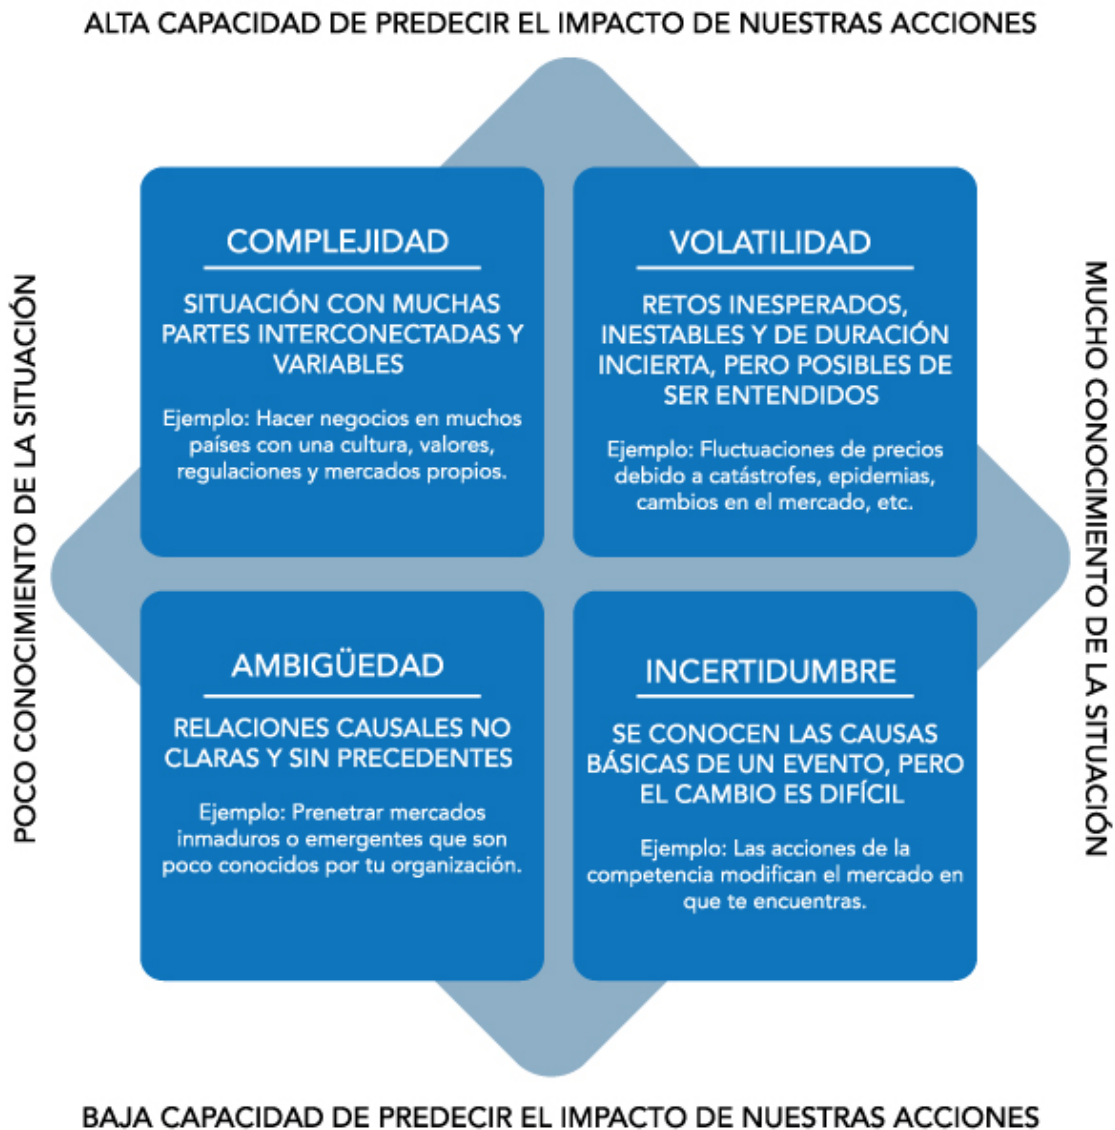 ALTA CAPACIDAD DE PREDECIR EL IMPACTO DE NUESTRAS ACCIONES
POCO CONOCIMIENTO DE LA SITUACIÓN
COMPLEJIDAD
SITUACIÓN CON MUCHAS
PARTES INTERCONECTADAS Y
VARIABLES
Ejemplo: Hacer negocios en muchos
países con una cultura, valores,
regulaciones y mercados propios.
VOLATILIDAD
RETOS INESPERADOS,
INESTABLES Y DE DURACIÓN
INCIERTA, PERO POSIBLES DE
SER ENTENDIDOS
Ejemplo: Fluctuaciones de precios
debido a catástrofes, epidemias,
cambios en el mercado, etc.
MUCHO CONOCIMIENTO DE LA SITUACIÓN
AMBIGÜEDAD
RELACIONES CAUSALES NO
CLARAS Y SIN PRECEDENTES
Ejemplo: Prenetrar mercados
inmaduros o emergentes que son
poco conocidos por tu organización.
INCERTIDUMBRE
SE CONOCEN LAS CAUSAS
BÁSICAS DE UN EVENTO, PERO
EL CAMBIO ES DIFÍCIL
Ejemplo: Las acciones de la
competencia modifican el mercado en
que te encuentras.
BAJA CAPACIDAD DE PREDECIR EL IMPACTO DE NUESTRAS ACCIONES